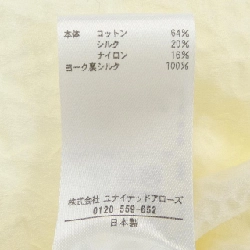 本体 コットン 64%
シルク 20%
ナイロン 16%
ヨーク裏シルク 100%
株式会社 ユナイテッドアローズ
0120-559-652
日本製